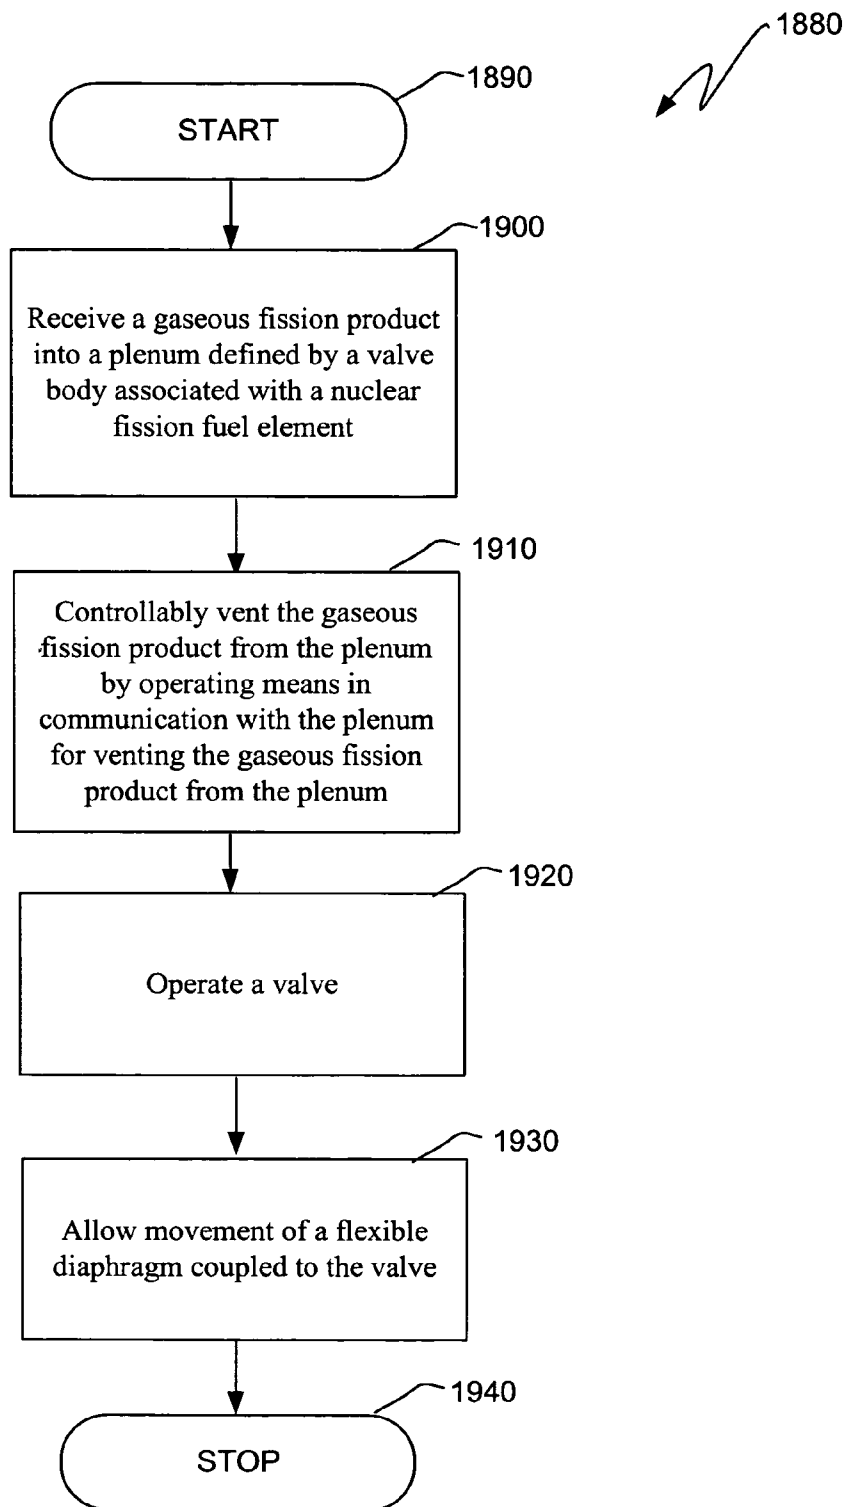 1880
1890
START
1900
Receive a gaseous fission product
into a plenum defined by a valve
body associated with a nuclear
fission fuel element
1910
Controllably vent the gaseous
fission product from the plenum
by operating means in
communication with the plenum
for venting the gaseous fission
product from the plenum
1920
Operate a valve
1930
Allow movement of a flexible
diaphragm coupled to the valve
1940
STOP